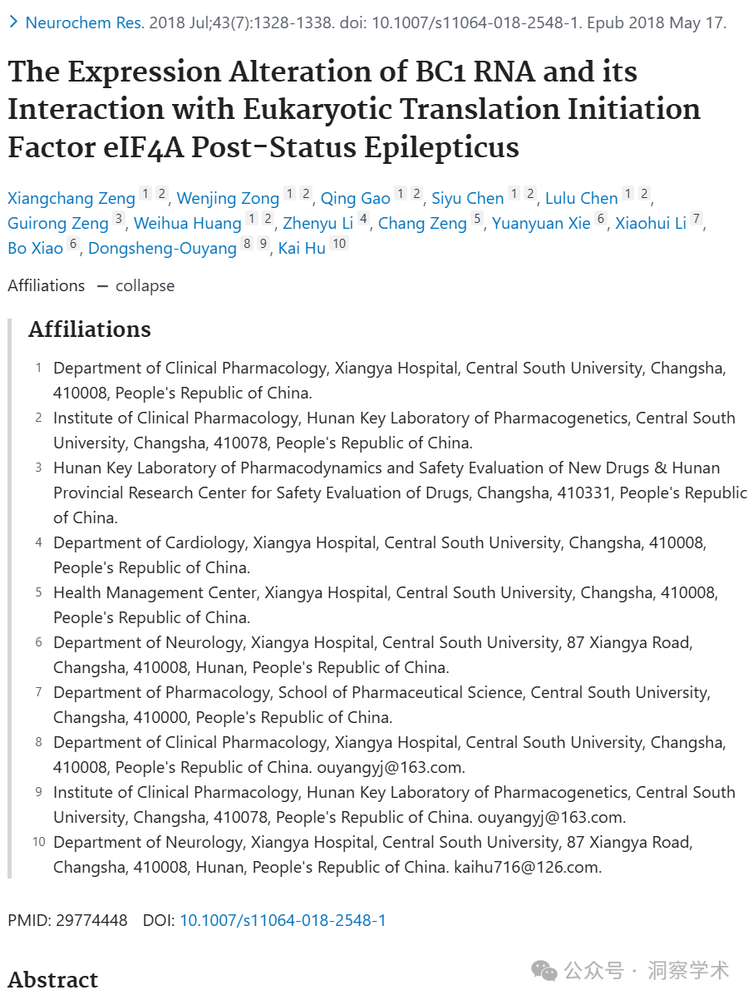 Neurochem Res. 2018 Jul;43(7):1328-1338. doi: 10.1007/s11064-018-2548-1. Epub 2018 May 17.
The Expression Alteration of BC1 RNA and its
Interaction with Eukaryotic Translation Initiation
Factor eIF4A Post-Status Epilepticus
Xiangchang Zeng 1 2, Wenjing Zong 1 2, Qing Gao 1 2, Siyu Chen 1 2, Lulu Chen 1 2,
Guirong Zeng 3, Weihua Huang 1 2, Zhenyu Li 4, Chang Zeng 5, Yuanyuan Xie 6, Xiaohui Li 7,
Bo Xiao 6, Dongsheng-Ouyang 8 9, Kai Hu 10
Affiliations — collapse
Affiliations
1 Department of Clinical Pharmacology, Xiangya Hospital, Central South University, Changsha,
410008, People's Republic of China.
2 Institute of Clinical Pharmacology, Hunan Key Laboratory of Pharmacogenetics, Central South
University, Changsha, 410078, People's Republic of China.
3 Hunan Key Laboratory of Pharmacodynamics and Safety Evaluation of New Drugs & Hunan
Provincial Research Center for Safety Evaluation of Drugs, Changsha, 410331, People's Republic
of China.
4 Department of Cardiology, Xiangya Hospital, Central South University, Changsha, 410008,
People's Republic of China.
5 Health Management Center, Xiangya Hospital, Central South University, Changsha, 410008,
People's Republic of China.
6 Department of Neurology, Xiangya Hospital, Central South University, 87 Xiangya Road,
Changsha, 410008, Hunan, People's Republic of China.
7 Department of Pharmacology, School of Pharmaceutical Science, Central South University,
Changsha, 410000, People's Republic of China.
8 Department of Clinical Pharmacology, Xiangya Hospital, Central South University, Changsha,
410008, People's Republic of China. ouyangyj@163.com.
9 Institute of Clinical Pharmacology, Hunan Key Laboratory of Pharmacogenetics, Central South
University, Changsha, 410078, People's Republic of China. ouyangyj@163.com.
10 Department of Neurology, Xiangya Hospital, Central South University, 87 Xiangya Road,
Changsha, 410008, Hunan, People's Republic of China. kaihu716@126.com.
PMID: 29774448 DOI: 10.1007/s11064-018-2548-1
Abstract
公众号 · 洞察学术